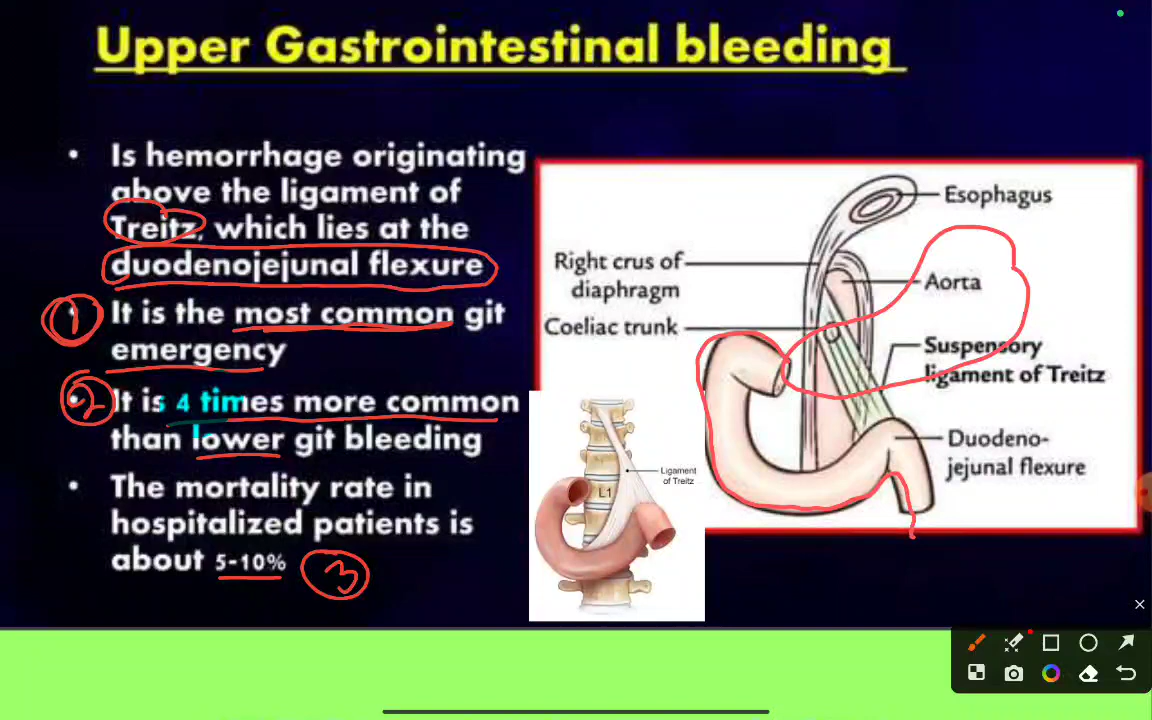 Upper Gastrointestinal bleeding
• Is hemorrhage originating
above the ligament of
Treitz, which lies at the
duodenojejunal flexure
• It is the most common git
emergency
• It is 4 times more common
than lower git bleeding
• The mortality rate in
hospitalized patients is
about 5-10%
1
2
3
Esophagus
Right crus of
diaphragm
Aorta
Coeliac trunk
Suspensory
ligament of Treitz
Duodeno-
jejunal flexure
Ligament
of Treitz
L1